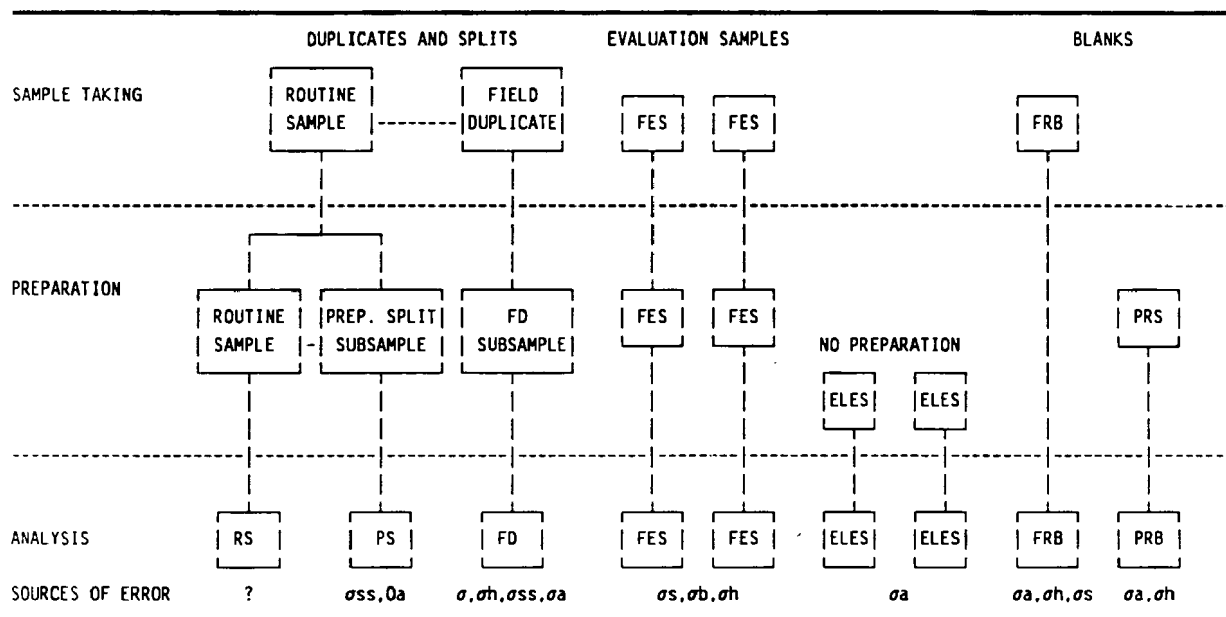 DUPLICATES AND SPLITS EVALUATION SAMPLES BLANKS
SAMPLE TAKING
ROUTINE SAMPLE
FIELD DUPLICATE
FES FES FRB
PREPARATION
ROUTINE SAMPLE
PREP. SPLIT SUBSAMPLE
FD SUBSAMPLE
FES FES
NO PREPARATION
PRS
ELES ELES
ANALYSIS RS PS FD FES FES ELES ELES FRB PRB
SOURCES OF ERROR ? σss,0a σ,σh,σss,σa σs,σb,σh σa σa,σh,σs σa,σh